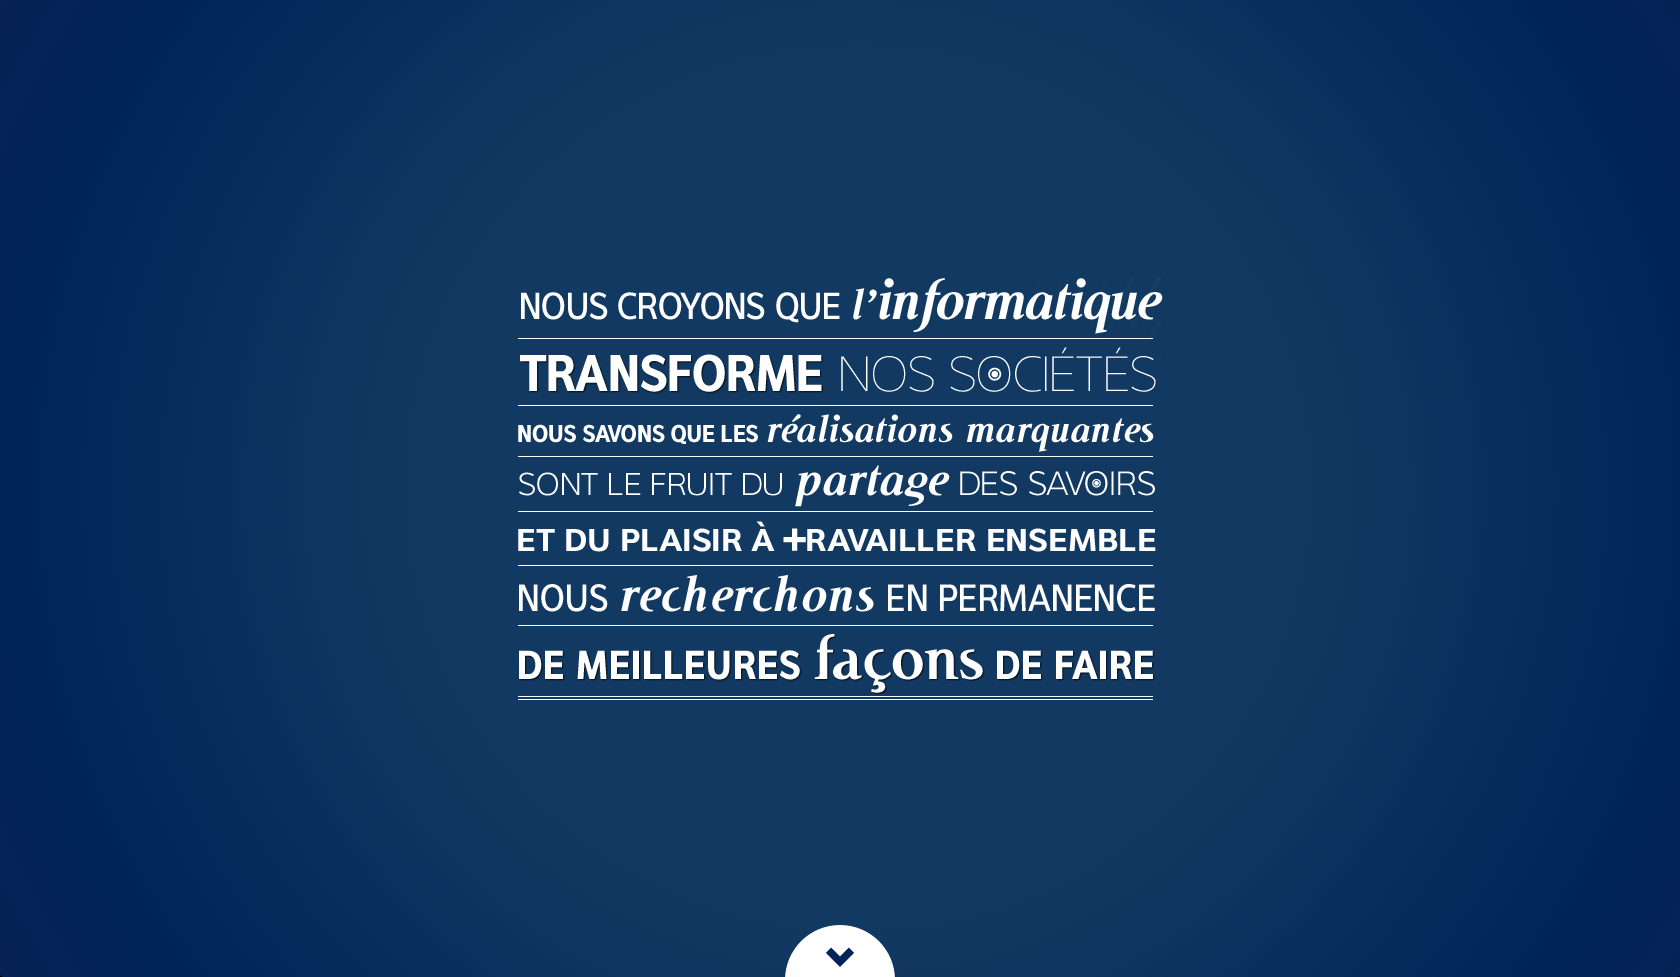 NOUS CROYONS QUE l'informatique
TRANSFORME NOS SOCIÉTÉS
NOUS SAVONS QUE LES réalisations marquantes
SONT LE FRUIT DU partage DES SAVOIRS
ET DU PLAISIR À TRAVAILLER ENSEMBLE
NOUS recherchons EN PERMANENCE
DE MEILLEURES façons DE FAIRE